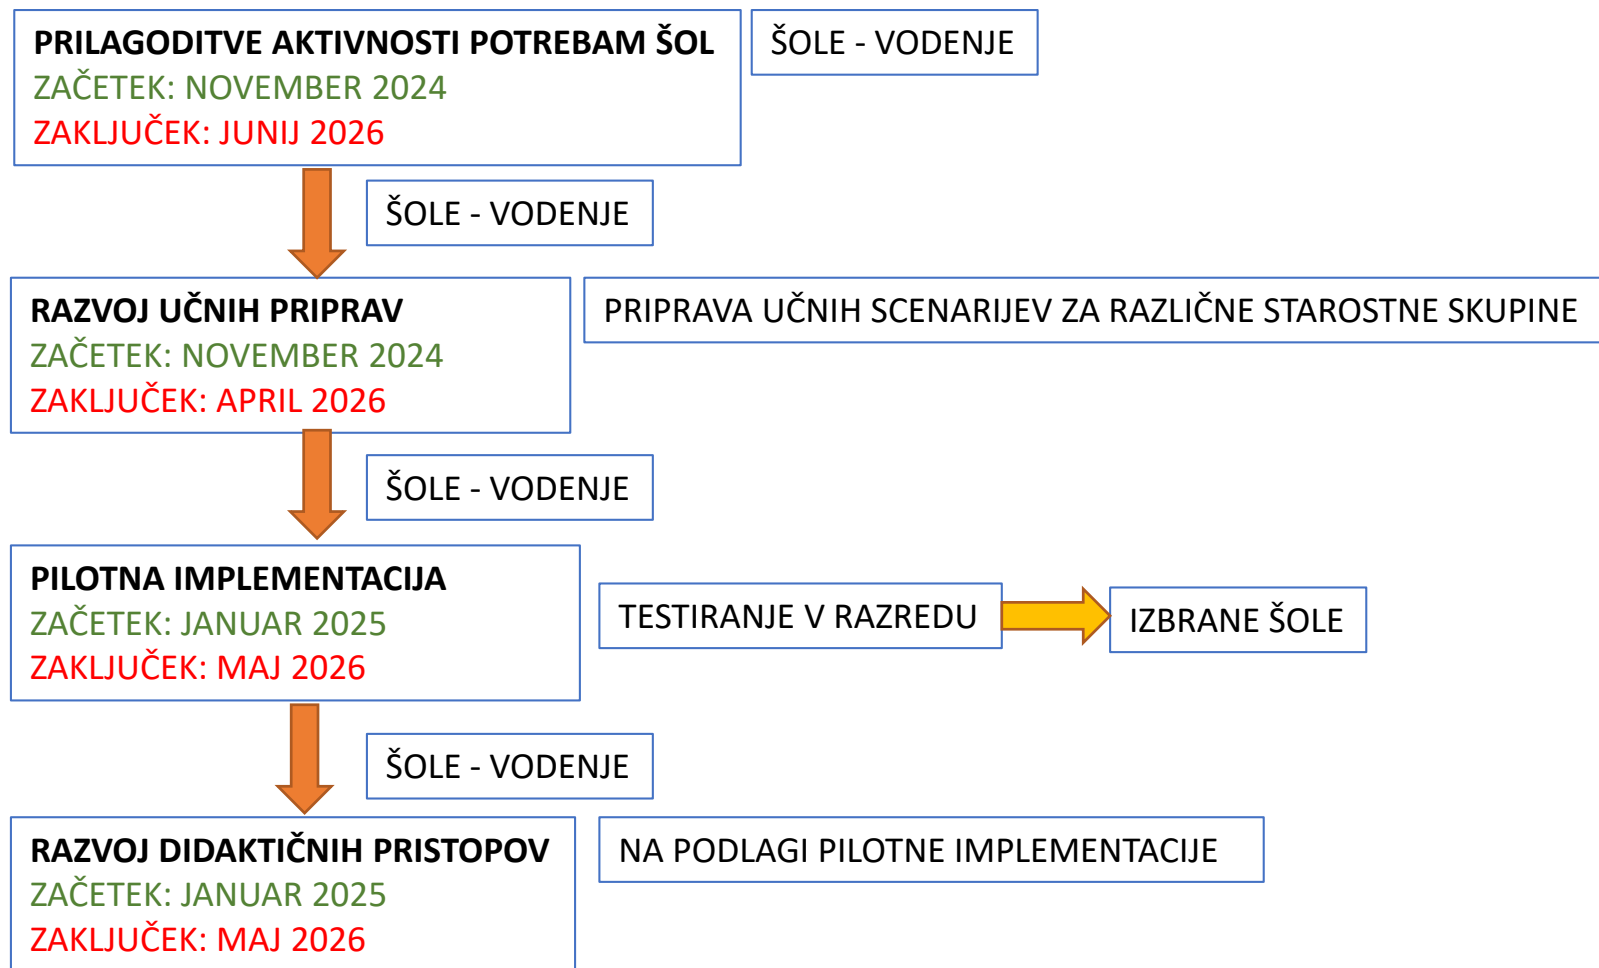 PRILAGODITVE AKTIVNOSTI POTREBAM ŠOL
ZAČETEK: NOVEMBER 2024
ZAKLJUČEK: JUNIJ 2026
ŠOLE - VODENJE
ŠOLE - VODENJE
RAZVOJ UČNIH PRIPRAV
ZAČETEK: NOVEMBER 2024
ZAKLJUČEK: APRIL 2026
PRIPRAVA UČNIH SCENARIJEV ZA RAZLIČNE STAROSTNE SKUPINE
ŠOLE - VODENJE
PILOTNA IMPLEMENTACIJA
ZAČETEK: JANUAR 2025
ZAKLJUČEK: MAJ 2026
TESTIRANJE V RAZREDU
IZBRANE ŠOLE
ŠOLE - VODENJE
RAZVOJ DIDAKTIČNIH PRISTOPOV
ZAČETEK: JANUAR 2025
ZAKLJUČEK: MAJ 2026
NA PODLAGI PILOTNE IMPLEMENTACIJE